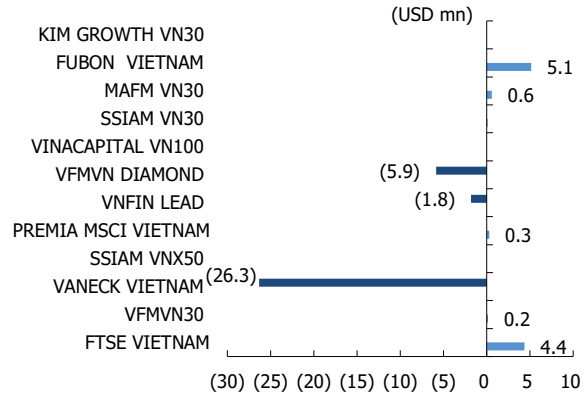 (USD mn)
KIM GROWTH VN30
FUBON VIETNAM 5.1
MAFM VN30 0.6
SSIAM VN30
VINACAPITAL VN100
VFMVN DIAMOND (5.9)
VNFIN LEAD (1.8)
PREMIA MSCI VIETNAM 0.3
SSIAM VNX50
VANECK VIETNAM (26.3)
VFMVN30 0.2
FTSE VIETNAM 4.4
(30) (25) (20) (15) (10) (5) 0 5 10